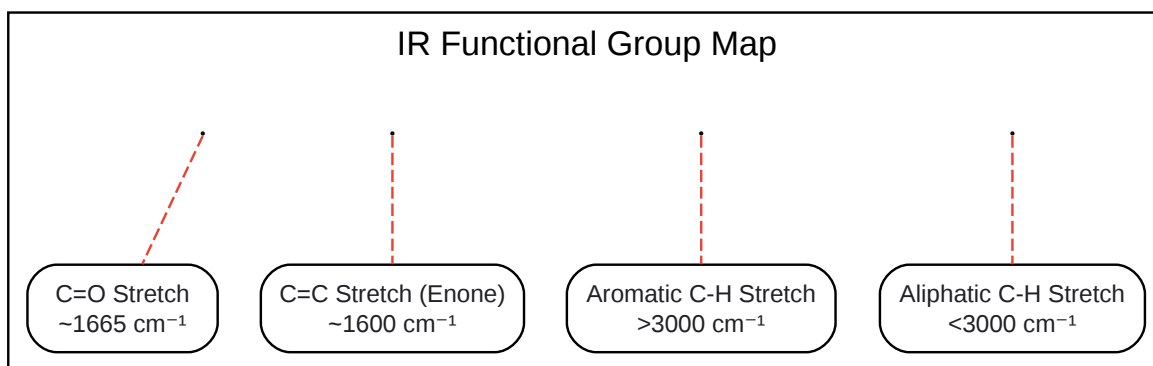 IR Functional Group Map
C=O Stretch
~1665 cm⁻¹
C=C Stretch (Enone)
~1600 cm⁻¹
Aromatic C-H Stretch
>3000 cm⁻¹
Aliphatic C-H Stretch
<3000 cm⁻¹